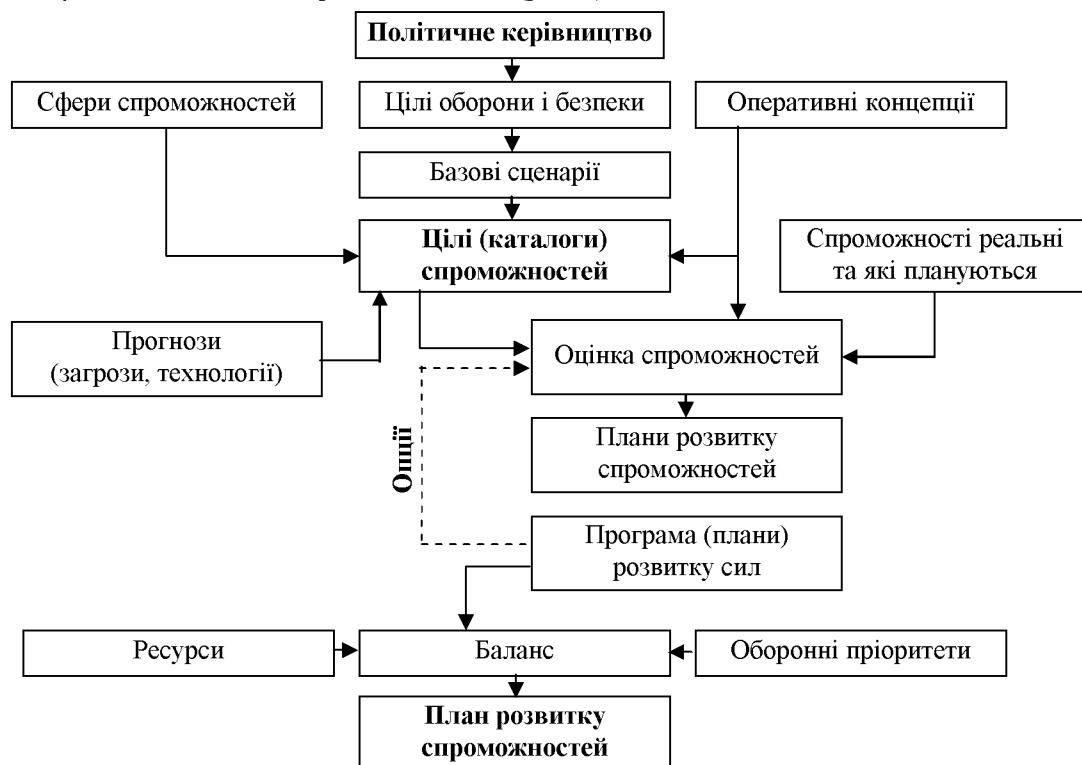 Політичне керівництво
Сфери спроможностей
Цілі оборони і безпеки
Оперативні концепції
Базові сценарії
Цілі (каталоги)
спроможностей
Спроможності реальні
та які плануються
Прогнози
(загрози, технології)
Оцінка спроможностей
Плани розвитку
спроможностей
Опції
Програма (плани)
розвитку сил
Ресурси
Баланс
Оборонні пріоритети
План розвитку
спроможностей